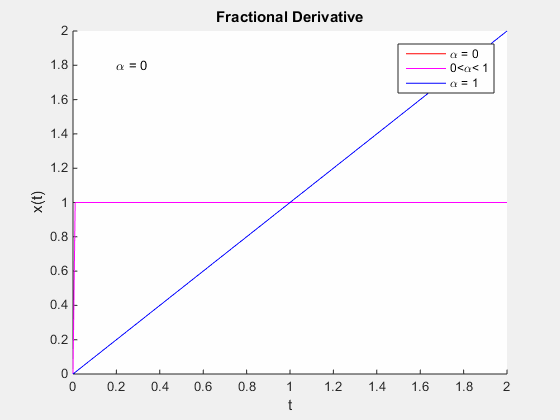 Fractional Derivative
α = 0
α = 0
0<α< 1
α = 1
2
1.8
1.6
1.4
1.2
1
0.8
0.6
0.4
0.2
0
x(t)
0 0.2 0.4 0.6 0.8 1 1.2 1.4 1.6 1.8 2
t